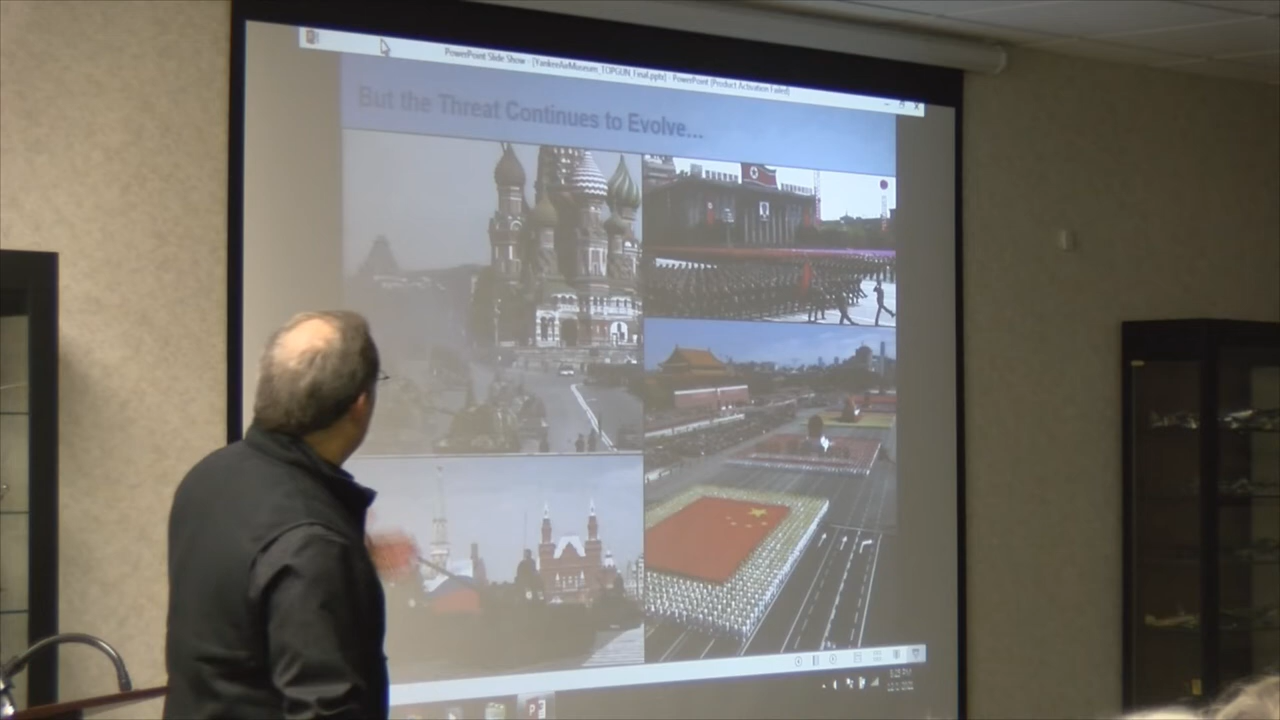 PowerPoint Slide Show - [YankeeAirMuseum_TOPGUN_Final.pptx] - PowerPoint (Product Activation Failed)
But the Threat Continues to Evolve...